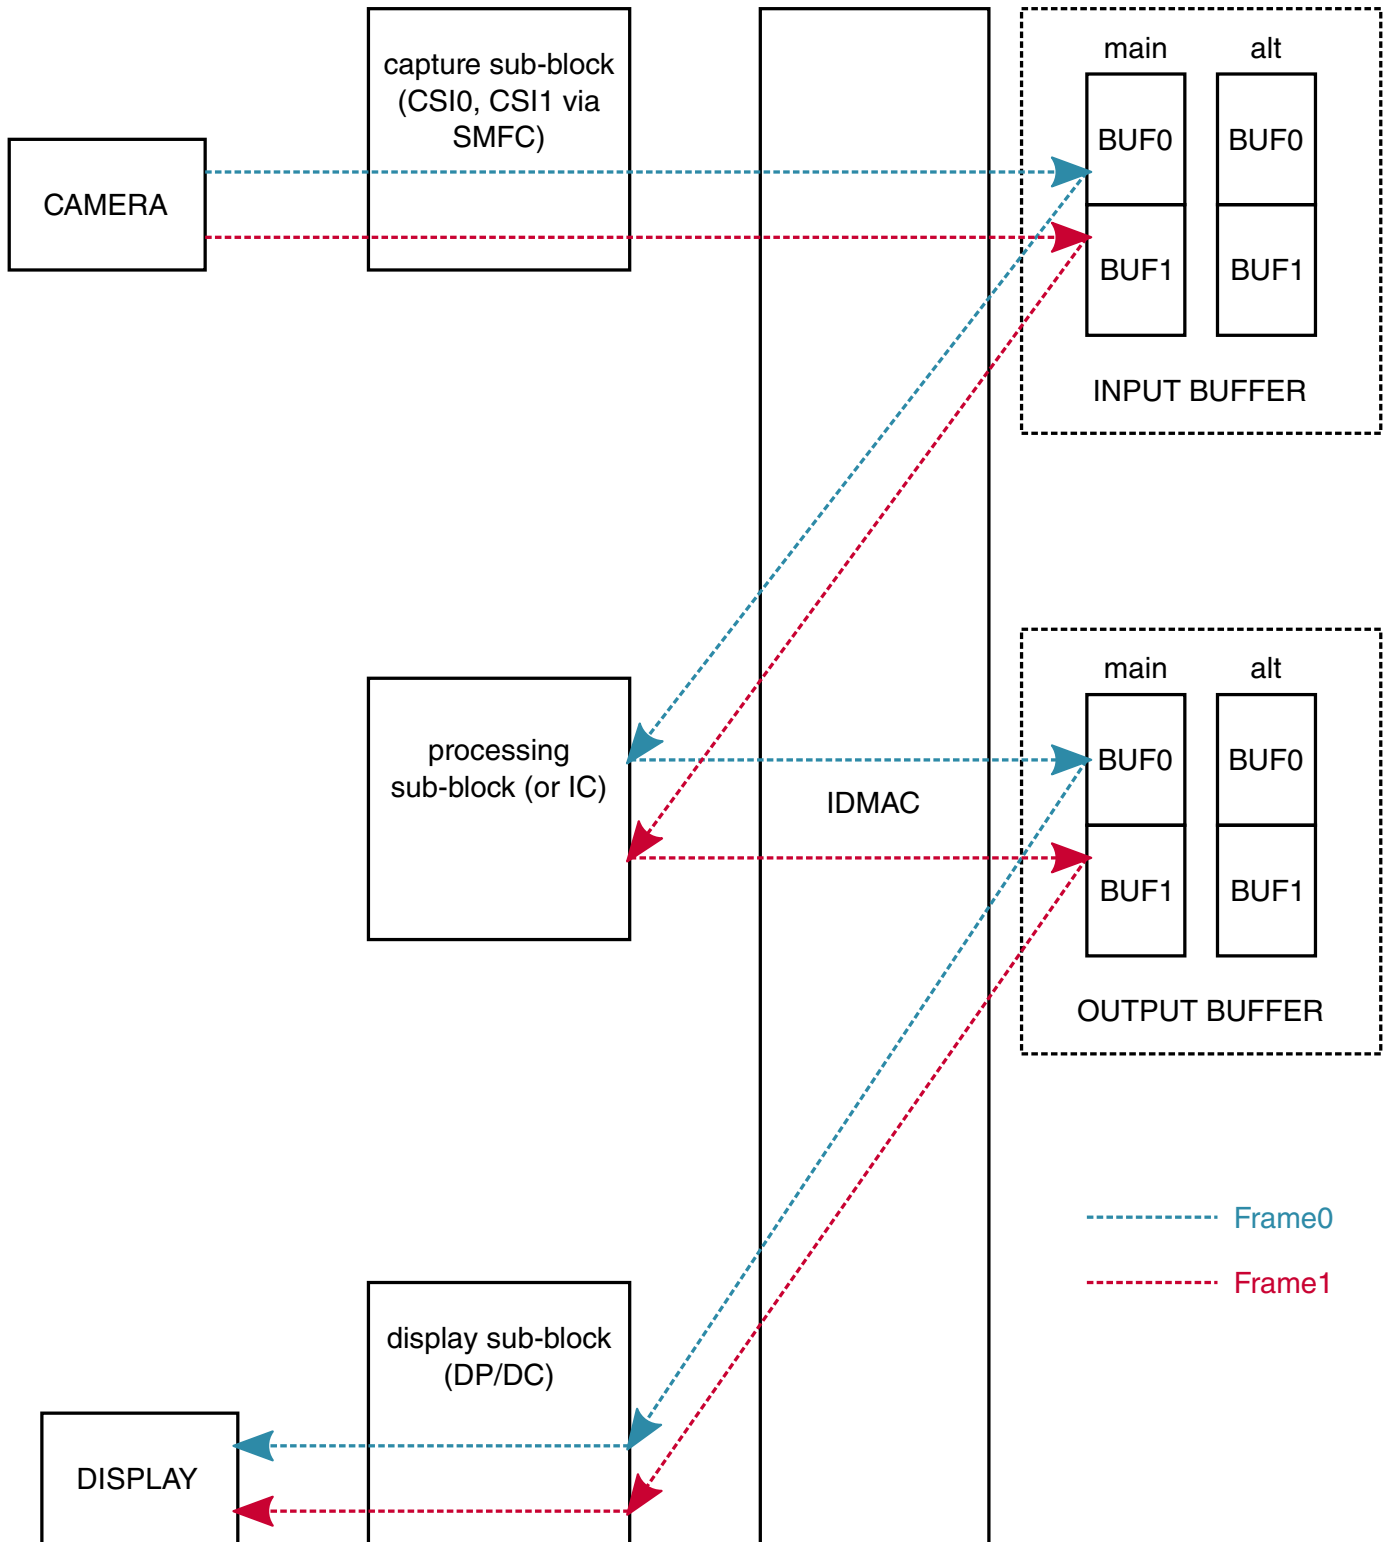 capture sub-block
(CSI0, CSI1 via
SMFC)
CAMERA
main
alt
BUF0
BUF0
BUF1
BUF1
INPUT BUFFER
processing
sub-block (or IC)
IDMAC
main
alt
BUF0
BUF0
BUF1
BUF1
OUTPUT BUFFER
Frame0
Frame1
display sub-block
(DP/DC)
DISPLAY